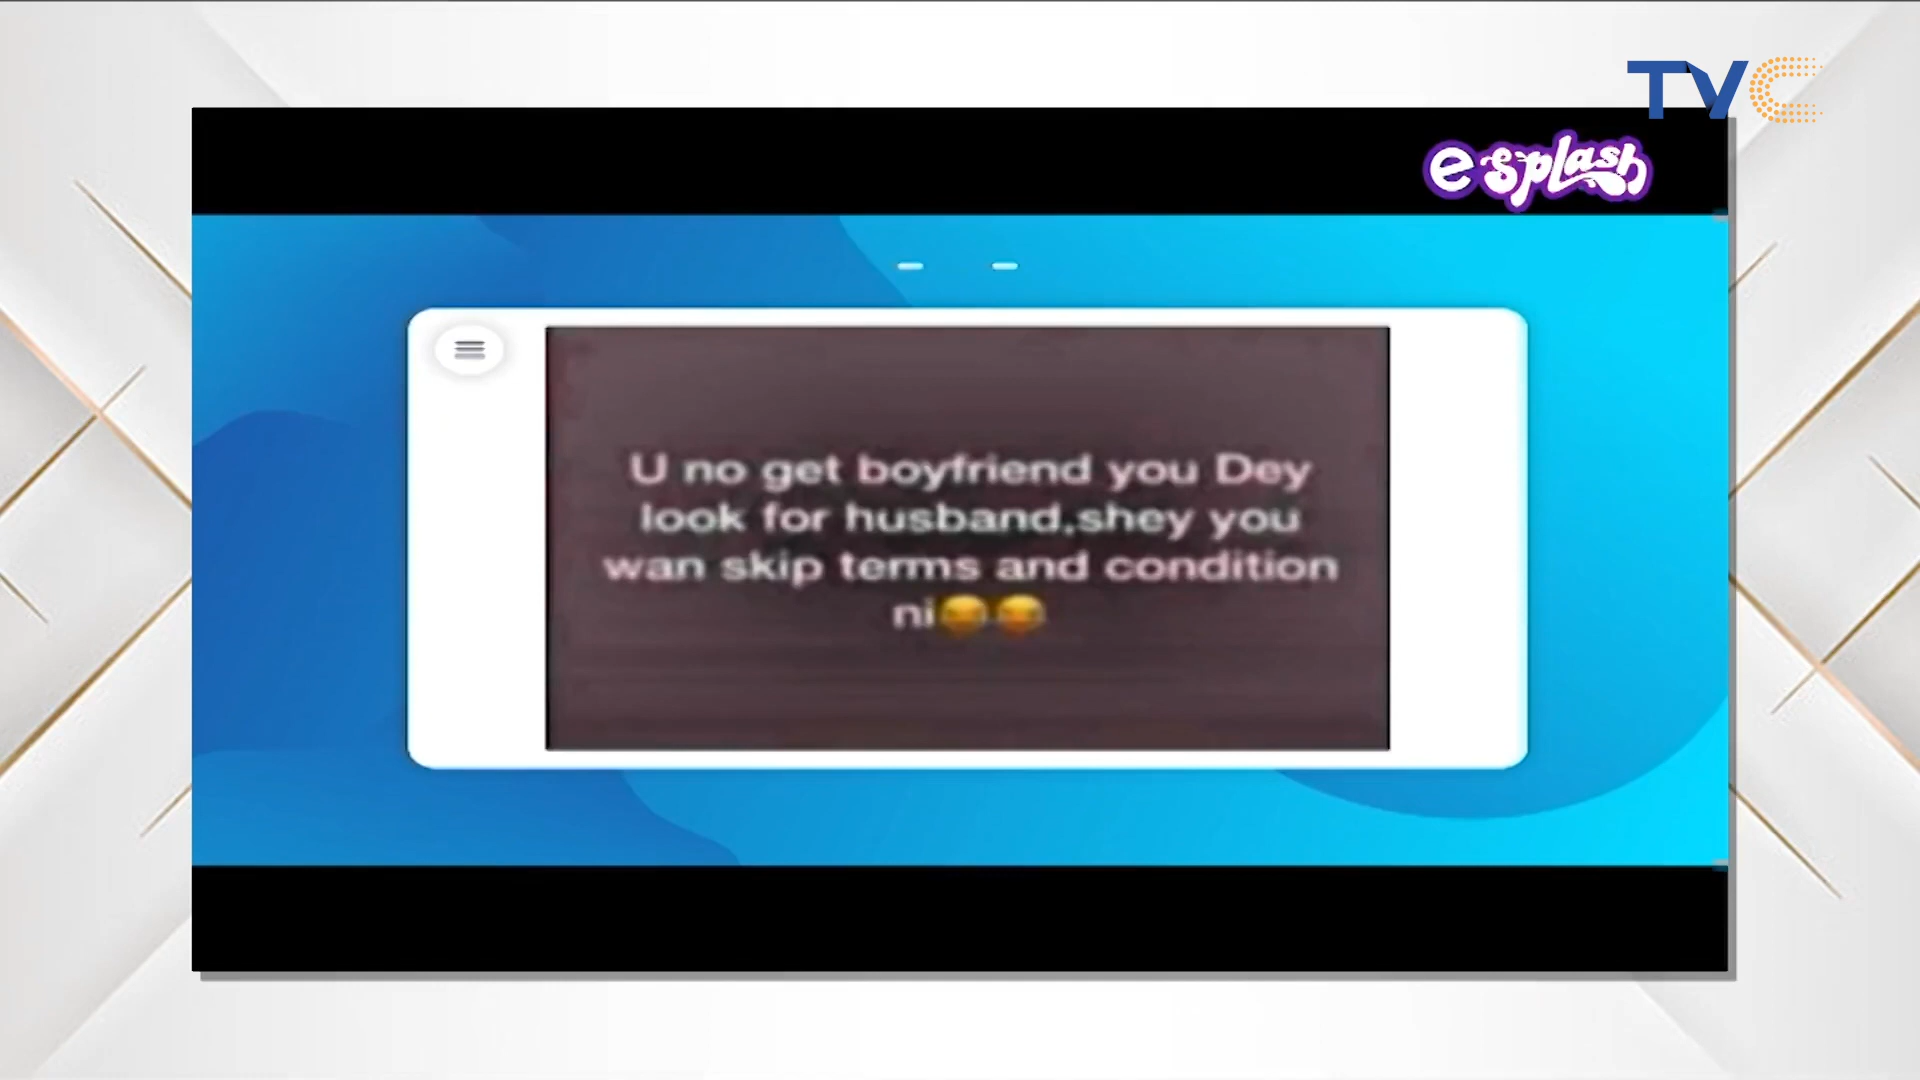 TVC
e-splash
U no get boyfriend you Dey
look for husband,shey you
wan skip terms and condition
ni😂😂